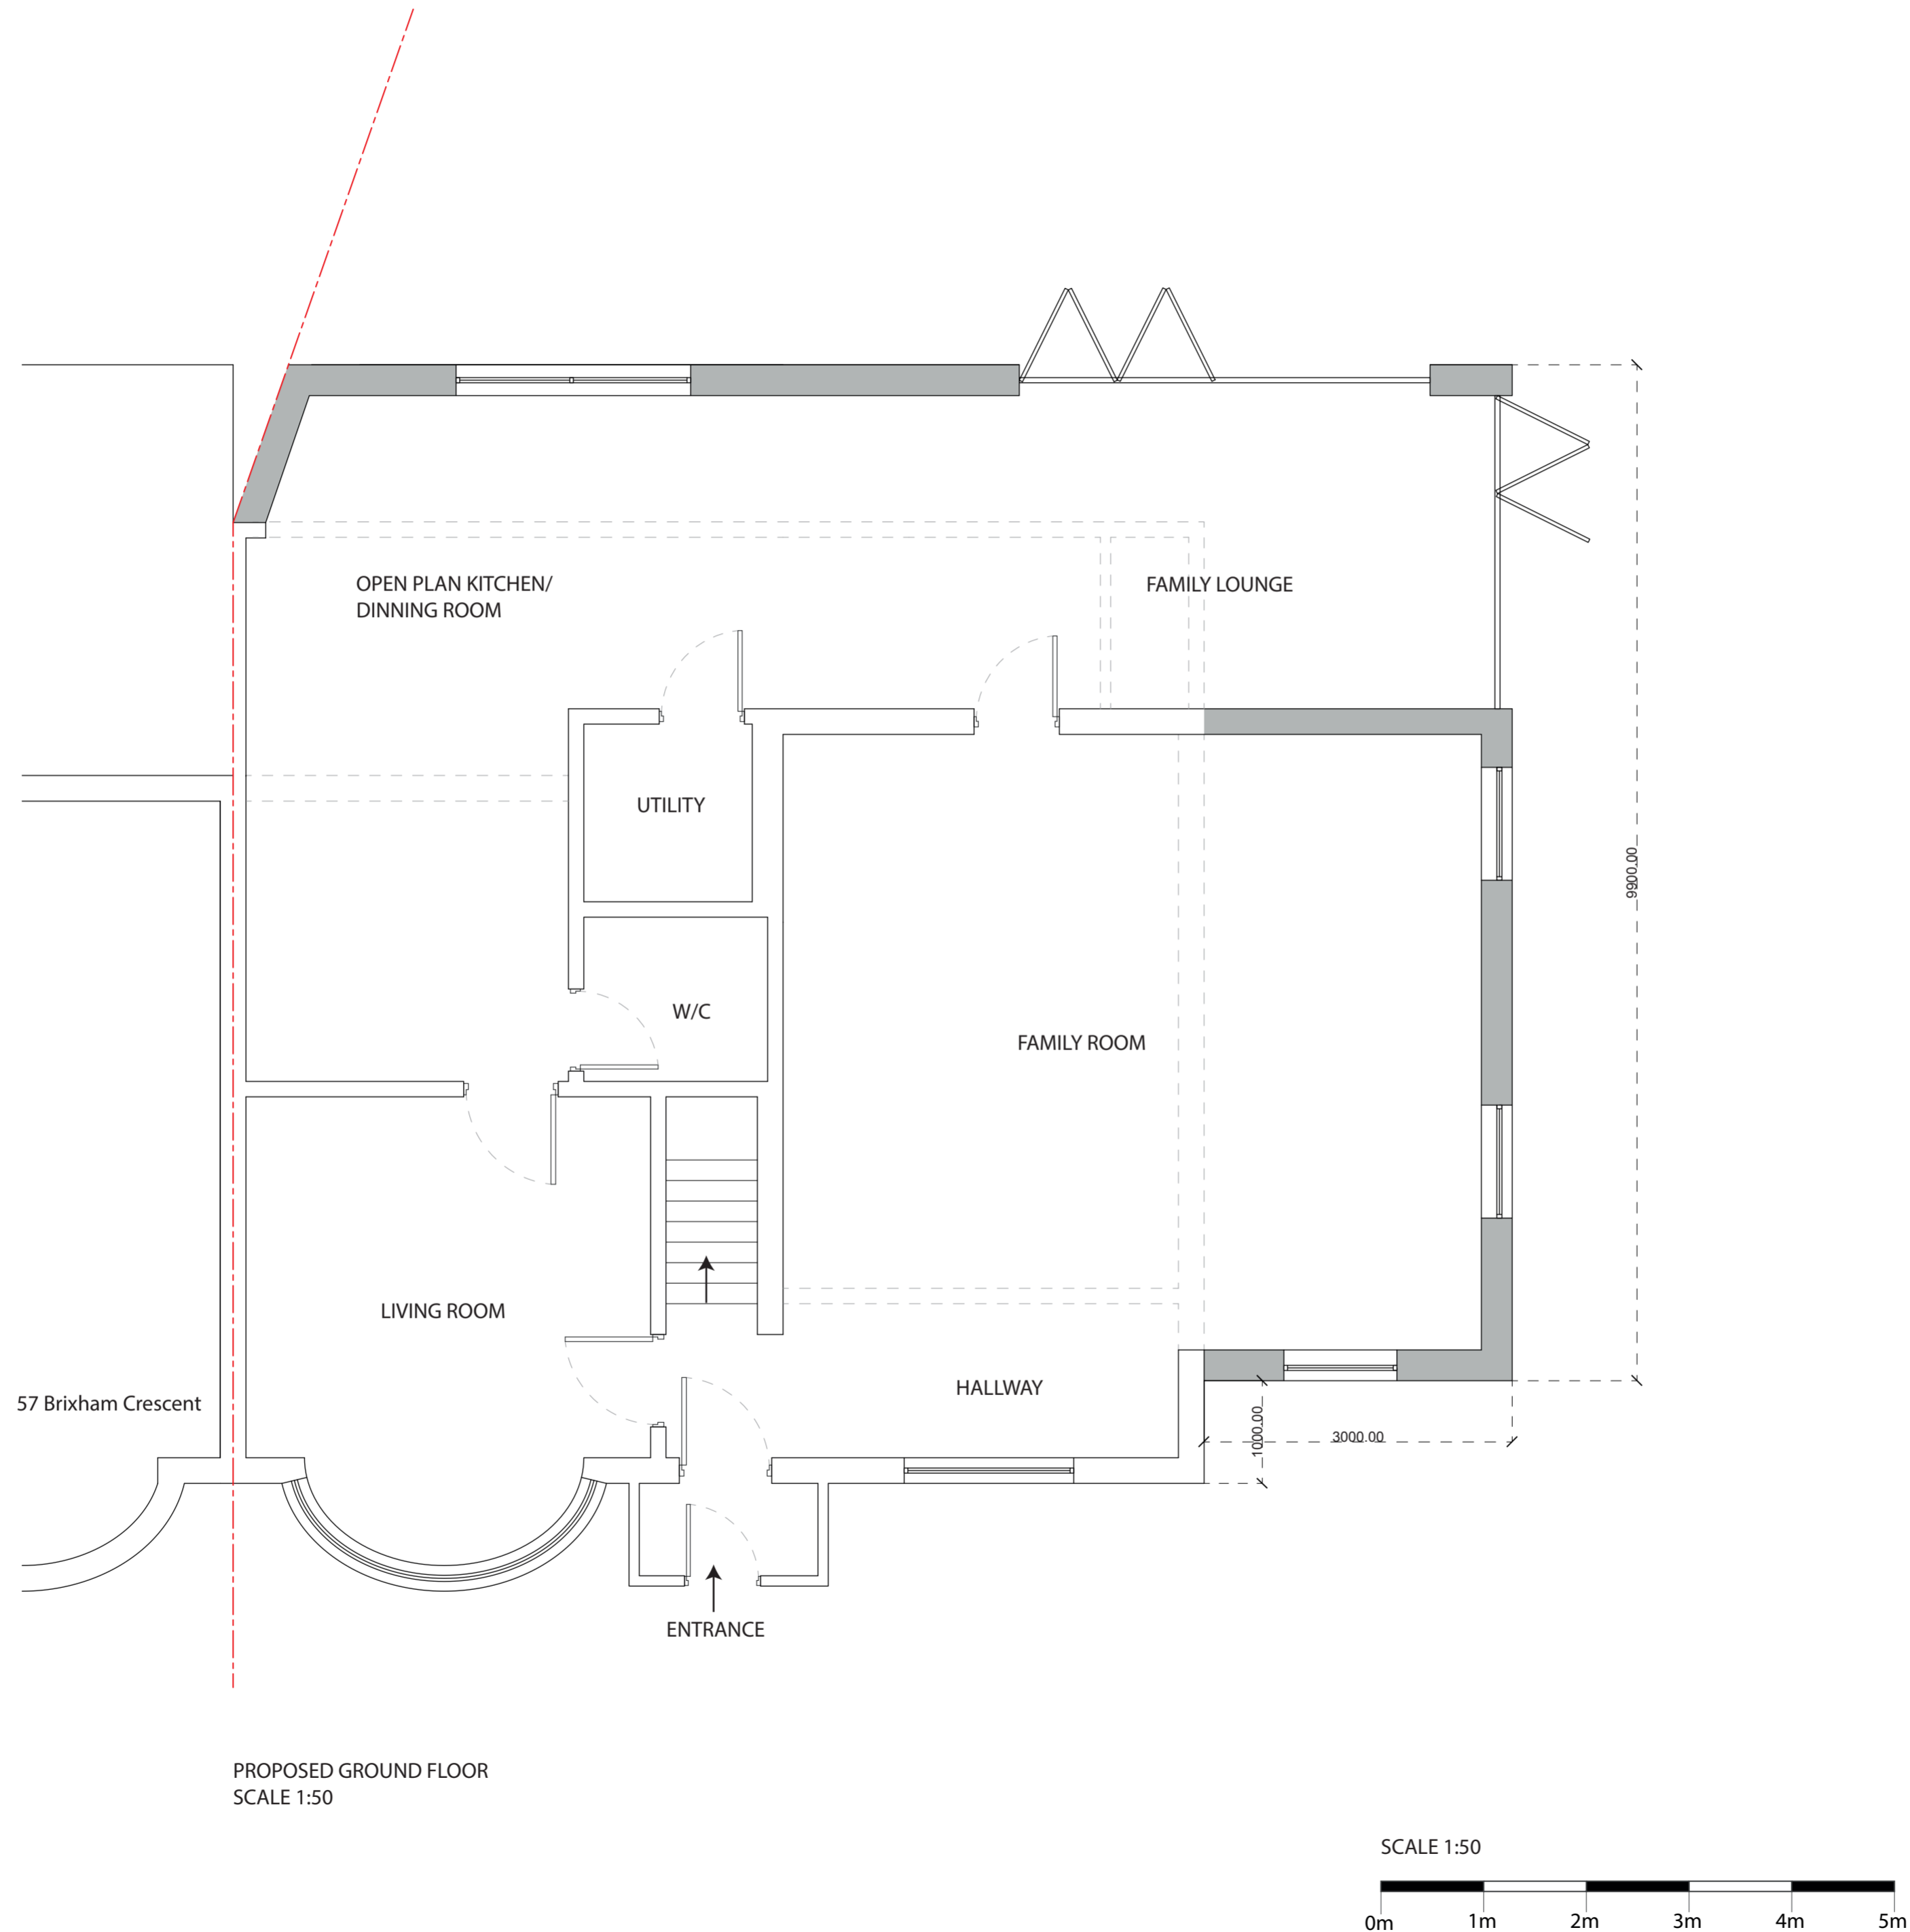 OPEN PLAN KITCHEN/
DINNING ROOM
FAMILY LOUNGE
UTILITY
9900.00
W/C
FAMILY ROOM
LIVING ROOM
HALLWAY
57 Brixham Crescent
1000.00
3000.00
ENTRANCE
PROPOSED GROUND FLOOR
SCALE 1:50
SCALE 1:50
0m 1m 2m 3m 4m 5m